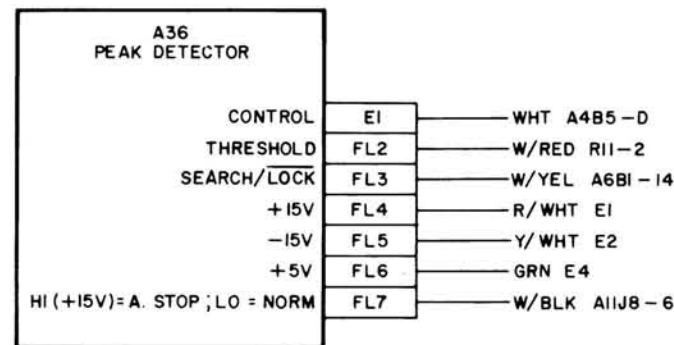 A36
PEAK DETECTOR
CONTROL E1 WHT A4B5-D
THRESHOLD FL2 W/RED R11-2
SEARCH/LOCK FL3 W/YEL A6B1-14
+15V FL4 R/WHT E1
-15V FL5 Y/WHT E2
+5V FL6 GRN E4
HI (+15V)=A. STOP; LO = NORM FL7 W/BLK A11J8-6